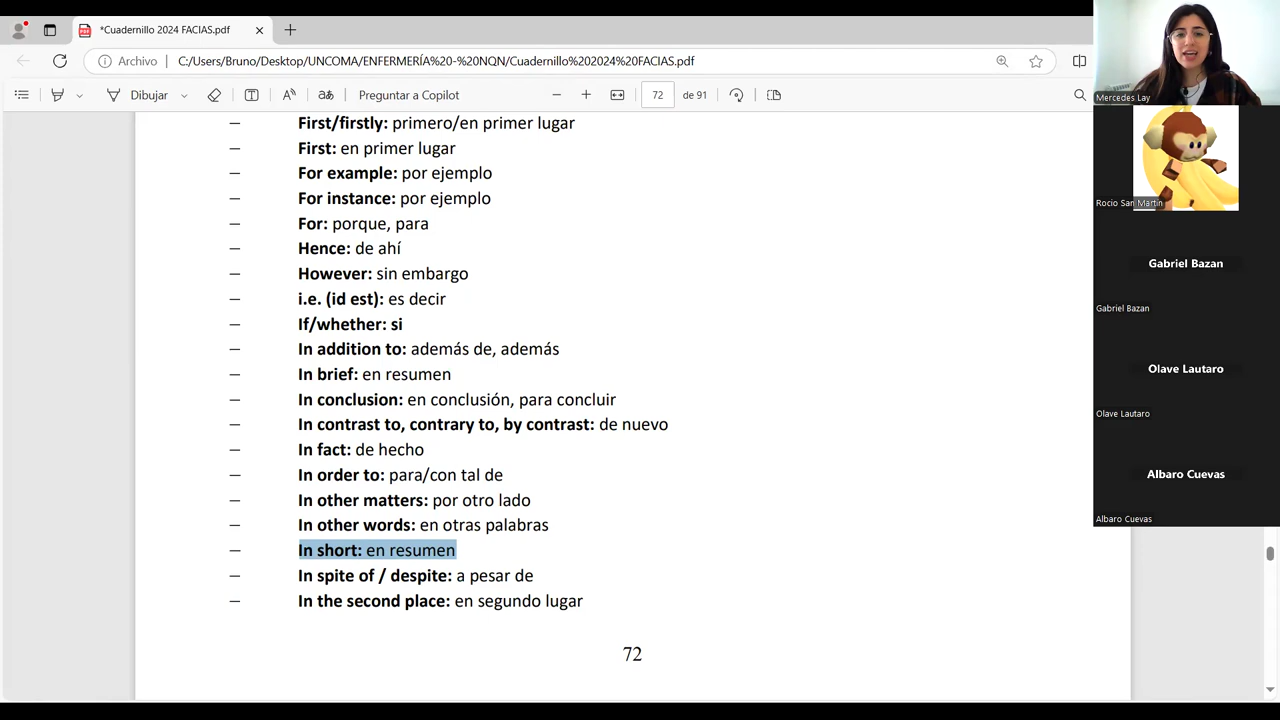 *Cuadernillo 2024 FACIAS.pdf
Archivo
C:/Users/Bruno/Desktop/UNCOMA/ENFERMERÍA%20-%20NQN/Cuadernillo%202024%20FACIAS.pdf
Dibujar
Preguntar a Copilot
72 de 91
– First/firstly: primero/en primer lugar
– First: en primer lugar
– For example: por ejemplo
– For instance: por ejemplo
– For: porque, para
– Hence: de ahí
– However: sin embargo
– i.e. (id est): es decir
– If/whether: si
– In addition to: además de, además
– In brief: en resumen
– In conclusion: en conclusión, para concluir
– In contrast to, contrary to, by contrast: de nuevo
– In fact: de hecho
– In order to: para/con tal de
– In other matters: por otro lado
– In other words: en otras palabras
– In short: en resumen
– In spite of / despite: a pesar de
– In the second place: en segundo lugar
72
Mercedes Lay
Rocio San Martin
Gabriel Bazan
Gabriel Bazan
Olave Lautaro
Olave Lautaro
Albaro Cuevas
Albaro Cuevas